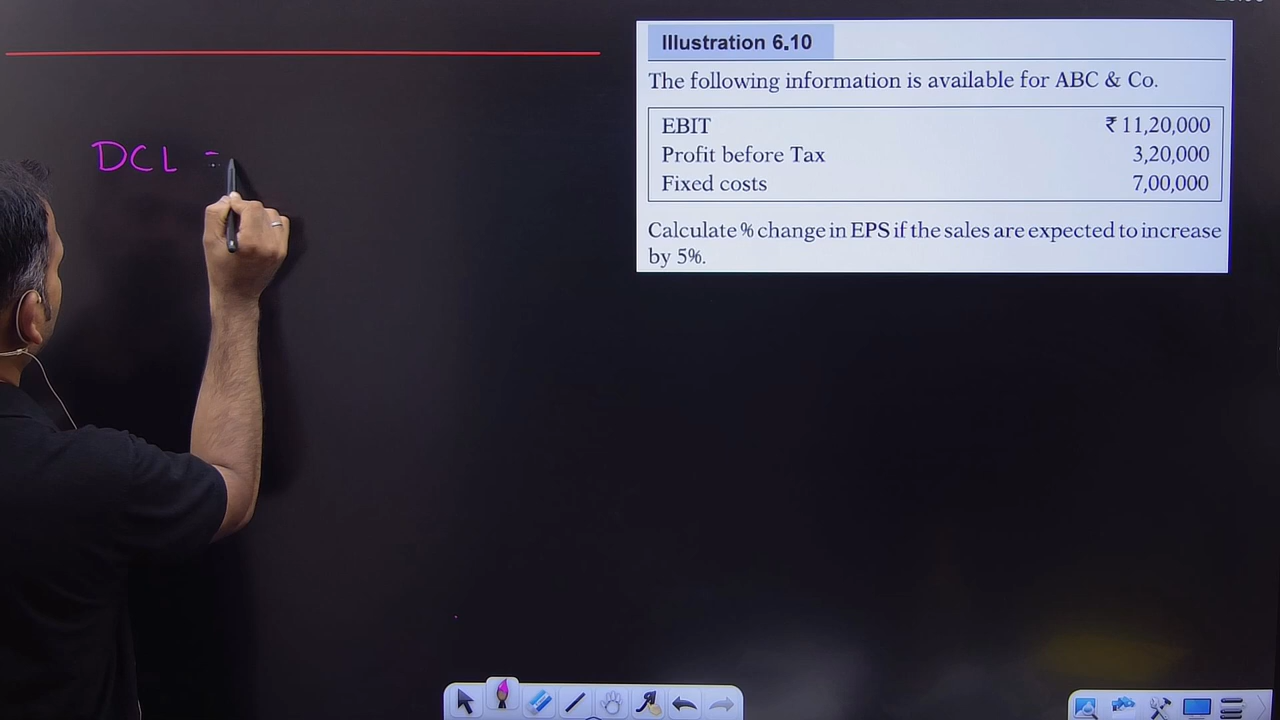 Illustration 6.10
The following information is available for ABC & Co.
EBIT ₹ 11,20,000
Profit before Tax 3,20,000
Fixed costs 7,00,000
Calculate % change in EPS if the sales are expected to increase
by 5%.
DCL =